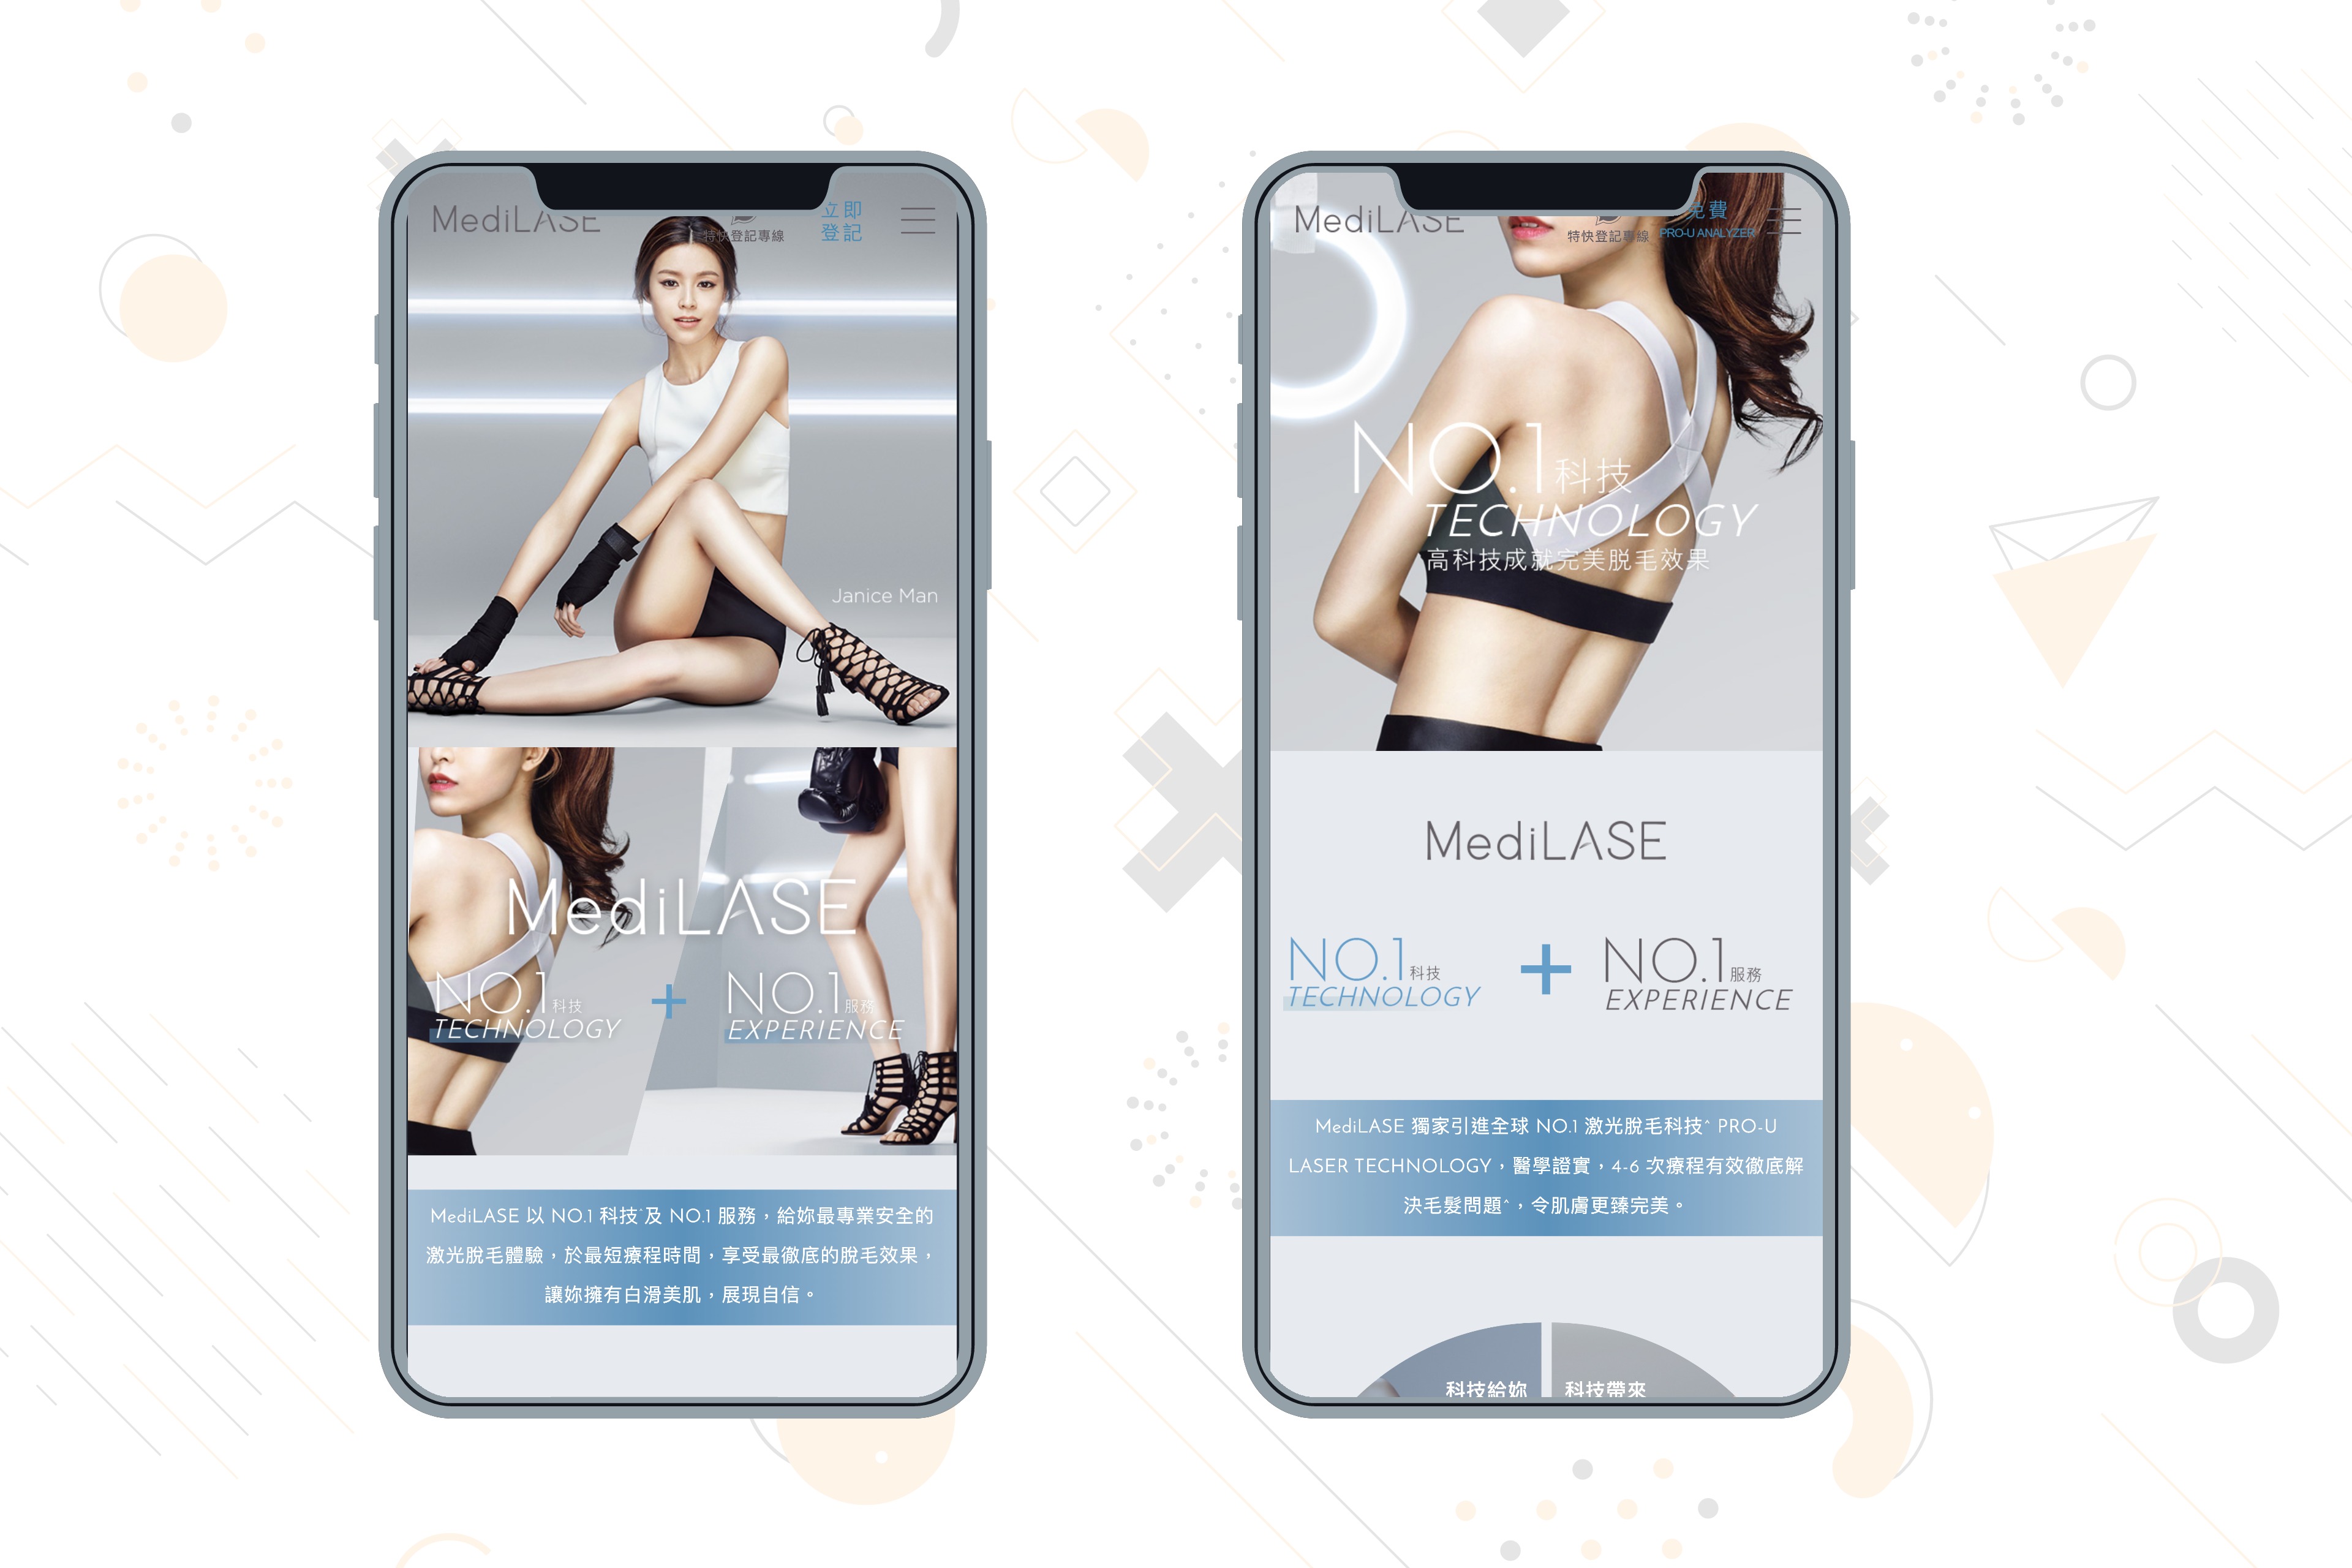 MediLASE
特快登記專線
立即
登記
Janice Man
MediLASE
NO.1 科技
TECHNOLOGY
+
NO.1 服務
EXPERIENCE
MediLASE 以 NO.1 科技^及 NO.1 服務，給妳最專業安全的
激光脫毛體驗，於最短療程時間，享受最徹底的脫毛效果，
讓妳擁有白滑美肌，展現自信。
MediLASE
特快登記專線
免費
PRO-U ANALYZER
NO.1 科技
TECHNOLOGY
高科技成就完美脫毛效果
MediLASE
NO.1 科技
TECHNOLOGY
+
NO.1 服務
EXPERIENCE
MediLASE 獨家引進全球 NO.1 激光脫毛科技^ PRO-U
LASER TECHNOLOGY，醫學證實，4-6 次療程有效徹底解
決毛髮問題^，令肌膚更臻完美。
科技給妳
科技帶來